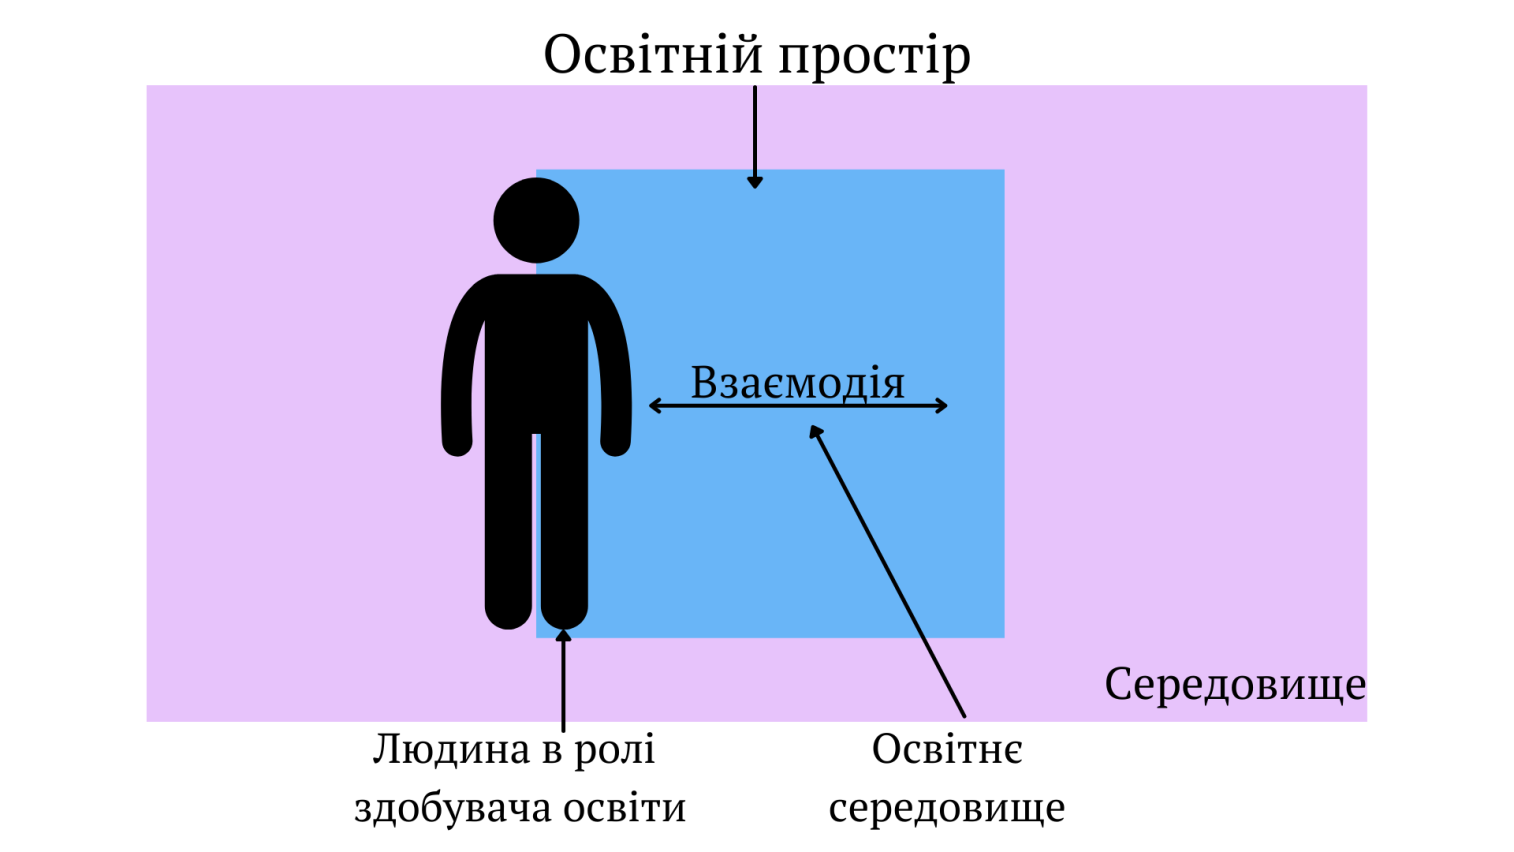 Освітній простір
Взаємодія
Середовище
Людина в ролі
здобувача освіти
Освітнє
середовище